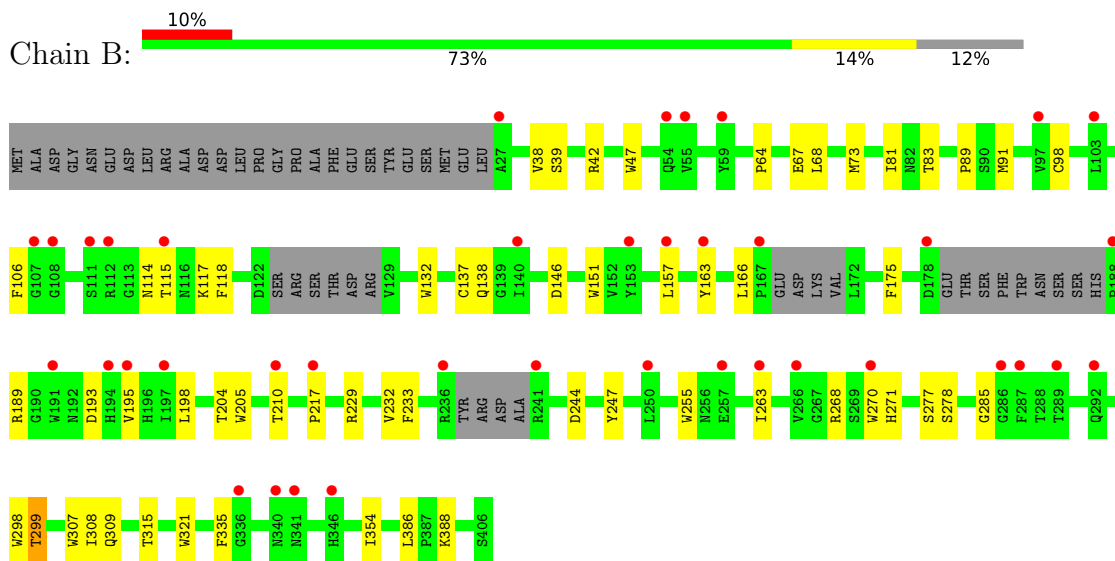 10%
Chain B:
73% 14% 12%
MET ALA ASP GLY ASN GLU ASP LEU ARG ALA ASP ASP LEU PRO GLY PRO ALA PHE GLU SER TYR GLU SER MET GLU LEU A27 V38 S39 R42 W47 Q54 V55 Y59 P64 E67 L68 M73 I81 N82 T83 P89 S90 M91 V97 C98 L103
F106 G107 G108 S111 R112 G113 N114 T115 N116 K117 F118 D122 SER ARG SER THR ASP ARG V129 W132 C137 Q138 G139 I140 D146 W151 V152 Y153 L157 Y163 L166 P167 GLU ASP LYS VAL L172 F175 D178 GLU THR SER PHE TRP ASN SER SER HIS P188
R189 G190 W191 N192 D193 H194 V195 H196 I197 L198 T204 W205 T210 P217 R229 V232 F233 R236 TYR ARG ASP ALA R241 D244 Y247 L250 W255 N256 E257 I263 V266 G267 R268 S269 W270 H271 S277 S278 G285 G286 F287 T288 T289 Q292
W298 T299 W307 I308 Q309 T315 W321 F335 G336 N340 N341 H346 I354 L386 P387 K388 S406